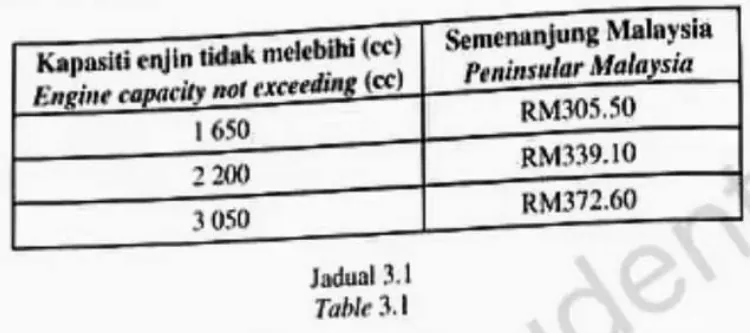 Kapasiti enjin tidak melebihi (cc)
Engine capacity not exceeding (cc)
Semenanjung Malaysia
Peninsular Malaysia
1 650
RM305.50
2 200
RM339.10
3 050
RM372.60
Jadual 3.1
Table 3.1